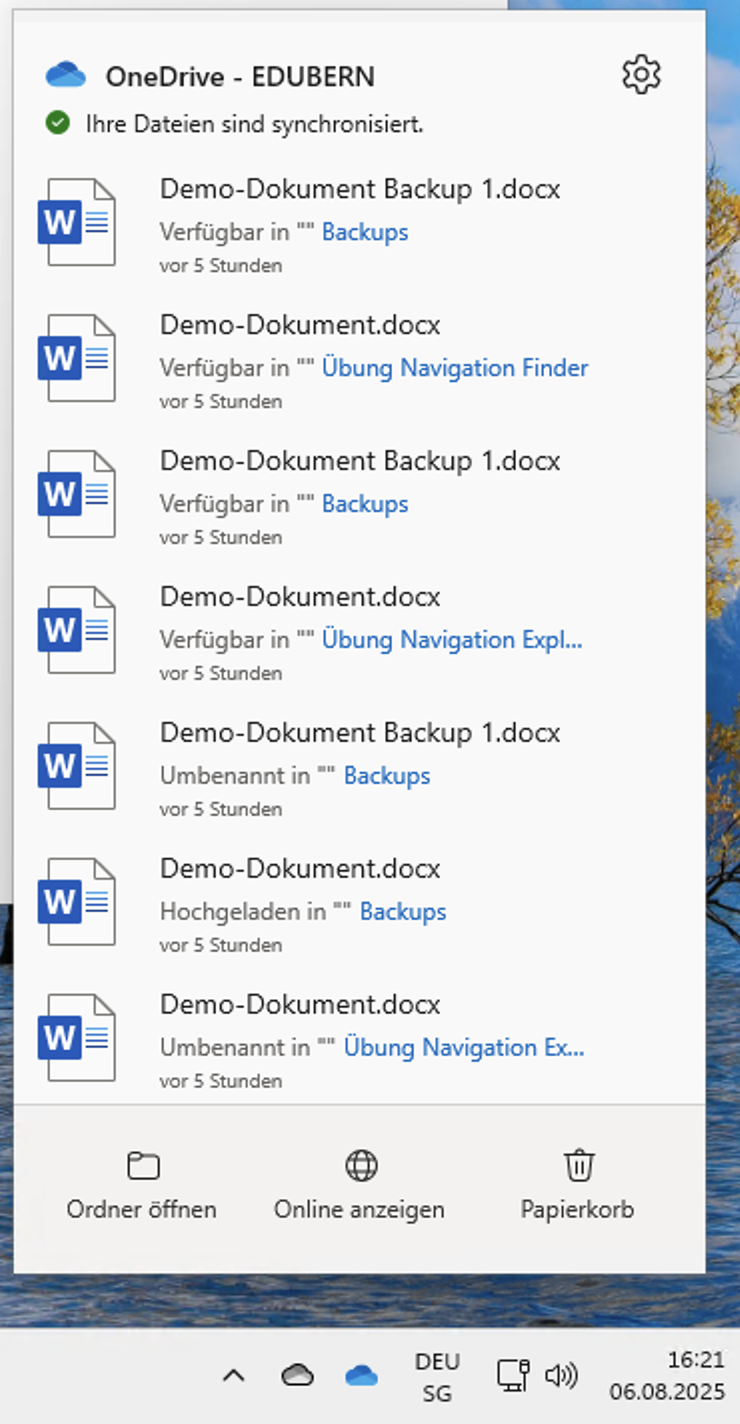 OneDrive - EDUBERN
Ihre Dateien sind synchronisiert.
Demo-Dokument Backup 1.docx
Verfügbar in "" Backups
vor 5 Stunden
Demo-Dokument.docx
Verfügbar in "" Übung Navigation Finder
vor 5 Stunden
Demo-Dokument Backup 1.docx
Verfügbar in "" Backups
vor 5 Stunden
Demo-Dokument.docx
Verfügbar in "" Übung Navigation Expl...
vor 5 Stunden
Demo-Dokument Backup 1.docx
Umbenannt in "" Backups
vor 5 Stunden
Demo-Dokument.docx
Hochgeladen in "" Backups
vor 5 Stunden
Demo-Dokument.docx
Umbenannt in "" Übung Navigation Ex...
vor 5 Stunden
Ordner öffnen
Online anzeigen
Papierkorb
DEU
SG
16:21
06.08.2025